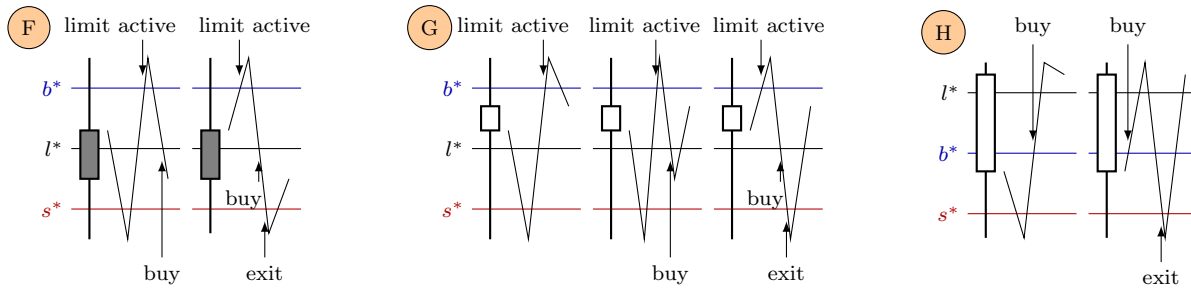 F
limit active limit active
b*
l*
s*
buy
buy
exit
G
limit active limit active limit active
b*
l*
s*
buy
buy
exit
H
buy buy
l*
b*
s*
exit